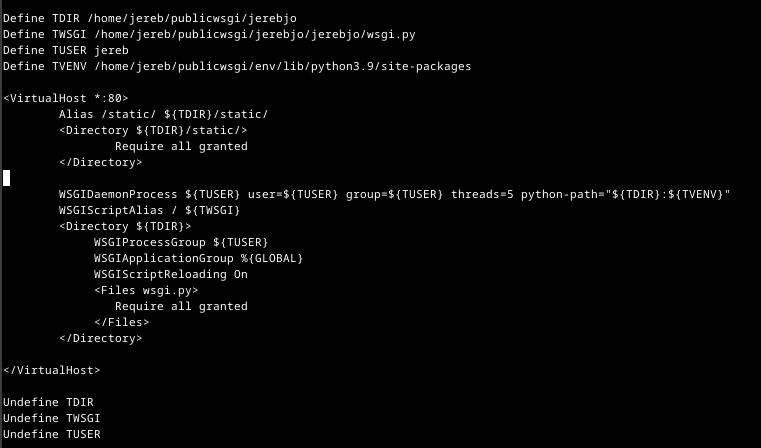 Define TDIR /home/jereb/publicwsgi/jerebjo
Define TWSGI /home/jereb/publicwsgi/jerebjo/jerebjo/wsgi.py
Define TUSER jereb
Define TVENV /home/jereb/publicwsgi/env/lib/python3.9/site-packages
<VirtualHost *:80>
Alias /static/ ${TDIR}/static/
<Directory ${TDIR}/static/>
Require all granted
</Directory>
WSGIDaemonProcess ${TUSER} user=${TUSER} group=${TUSER} threads=5 python-path="${TDIR}:${TVENV}"
WSGIScriptAlias / ${TWSGI}
<Directory ${TDIR}>
WSGIProcessGroup ${TUSER}
WSGIApplicationGroup %{GLOBAL}
WSGIScriptReloading On
<Files wsgi.py>
Require all granted
</Files>
</Directory>
</VirtualHost>
Undefine TDIR
Undefine TWSGI
Undefine TUSER